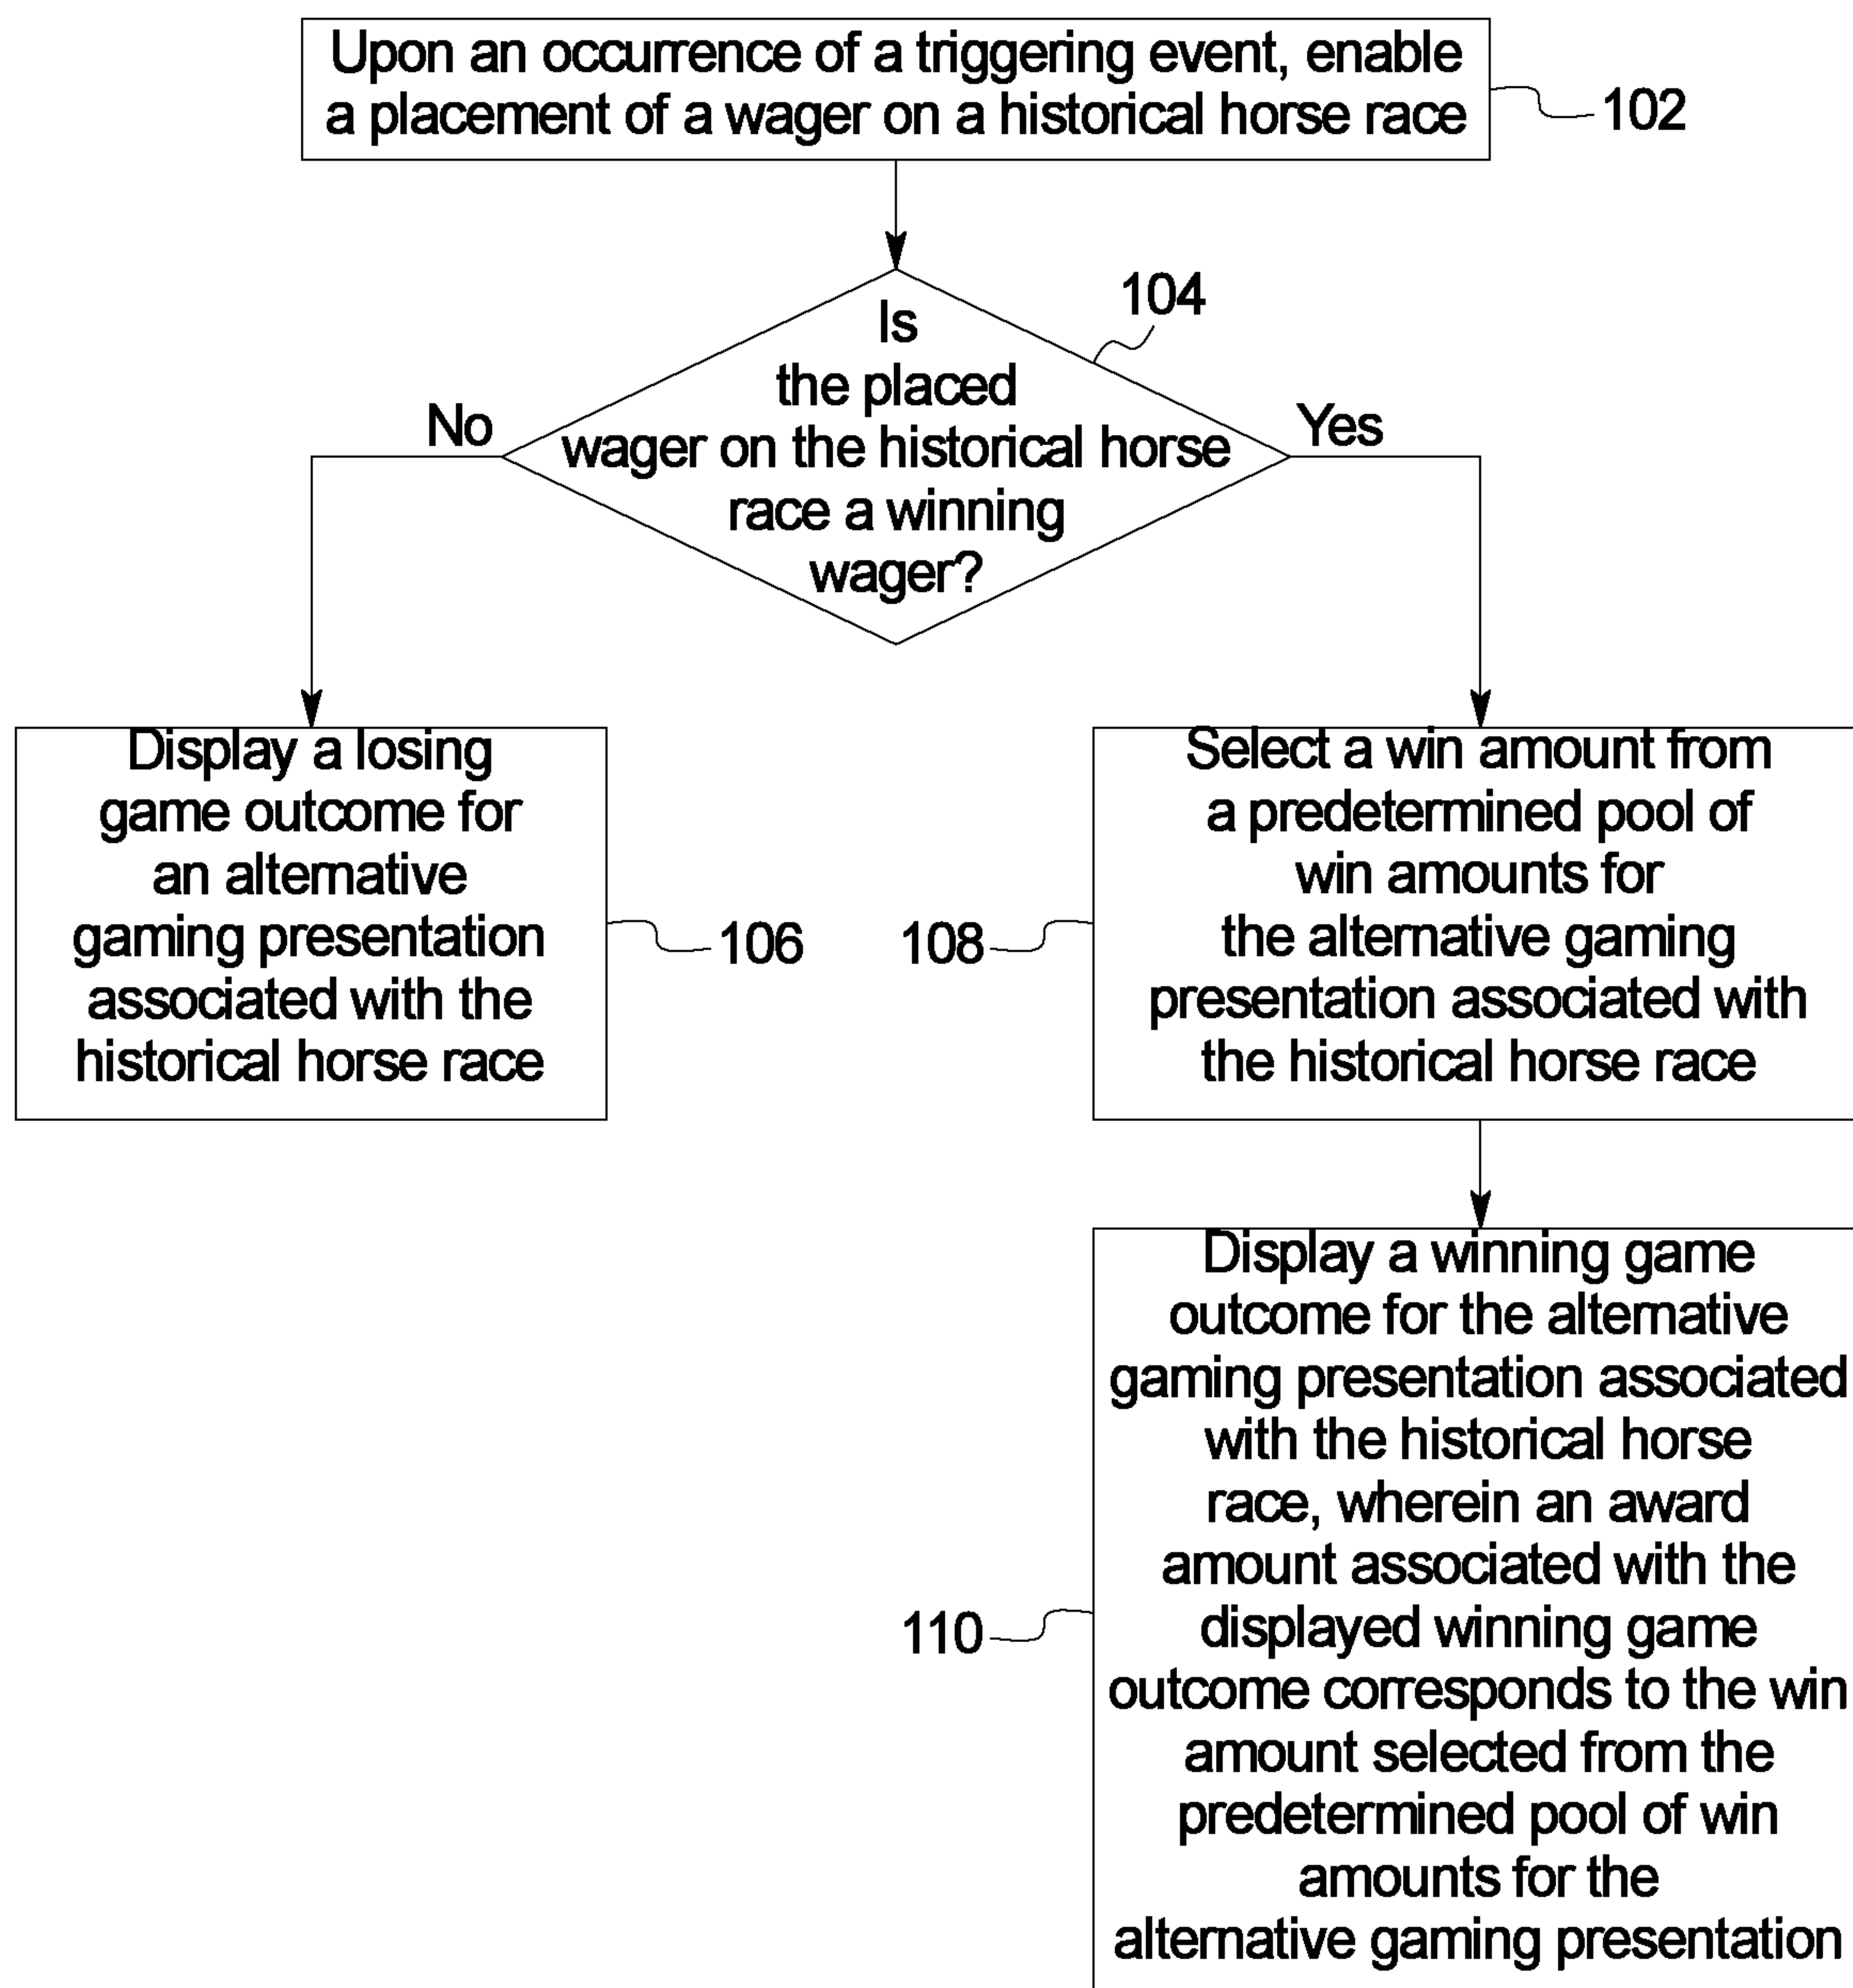 Upon an occurrence of a triggering event, enable
a placement of a wager on a historical horse race
102
104
Is
the placed
wager on the historical horse
race a winning
wager?
No
Yes
Display a losing
game outcome for
an alternative
gaming presentation
associated with the
historical horse race
106
108
Select a win amount from
a predetermined pool of
win amounts for
the alternative gaming
presentation associated with
the historical horse race
110
Display a winning game
outcome for the alternative
gaming presentation associated
with the historical horse
race, wherein an award
amount associated with the
displayed winning game
outcome corresponds to the win
amount selected from the
predetermined pool of win
amounts for the
alternative gaming presentation